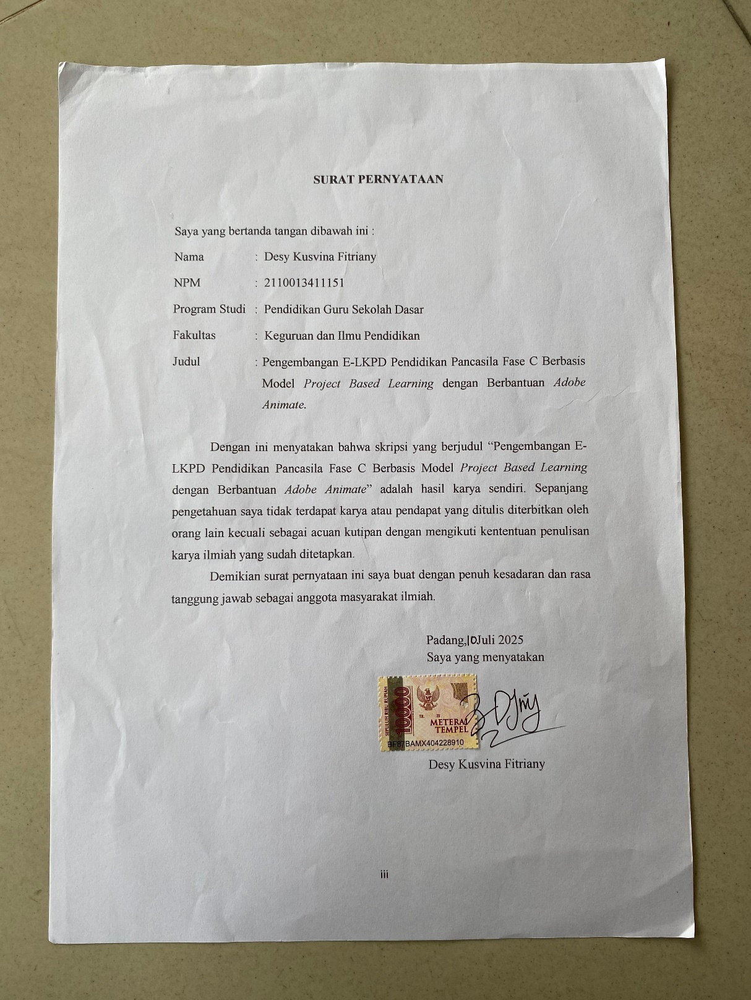 SURAT PERNYATAAN
Saya yang bertanda tangan dibawah ini :
Nama : Desy Kusvina Fitriany
NPM : 2110013411151
Program Studi : Pendidikan Guru Sekolah Dasar
Fakultas : Keguruan dan Ilmu Pendidikan
Judul : Pengembangan E-LKPD Pendidikan Pancasila Fase C Berbasis
Model Project Based Learning dengan Berbantuan Adobe
Animate.
Dengan ini menyatakan bahwa skripsi yang berjudul “Pengembangan E-
LKPD Pendidikan Pancasila Fase C Berbasis Model Project Based Learning
dengan Berbantuan Adobe Animate” adalah hasil karya sendiri. Sepanjang
pengetahuan saya tidak terdapat karya atau pendapat yang ditulis diterbitkan oleh
orang lain kecuali sebagai acuan kutipan dengan mengikuti kententuan penulisan
karya ilmiah yang sudah ditetapkan.
Demikian surat pernyataan ini saya buat dengan penuh kesadaran dan rasa
tanggung jawab sebagai anggota masyarakat ilmiah.
Padang,10Juli 2025
Saya yang menyatakan
SEPULUH RIBU RUPIAH
10000
TGL. 20
METERAI
TEMPEL
BF87BAMX404228910
Desy Kusvina Fitriany
iii